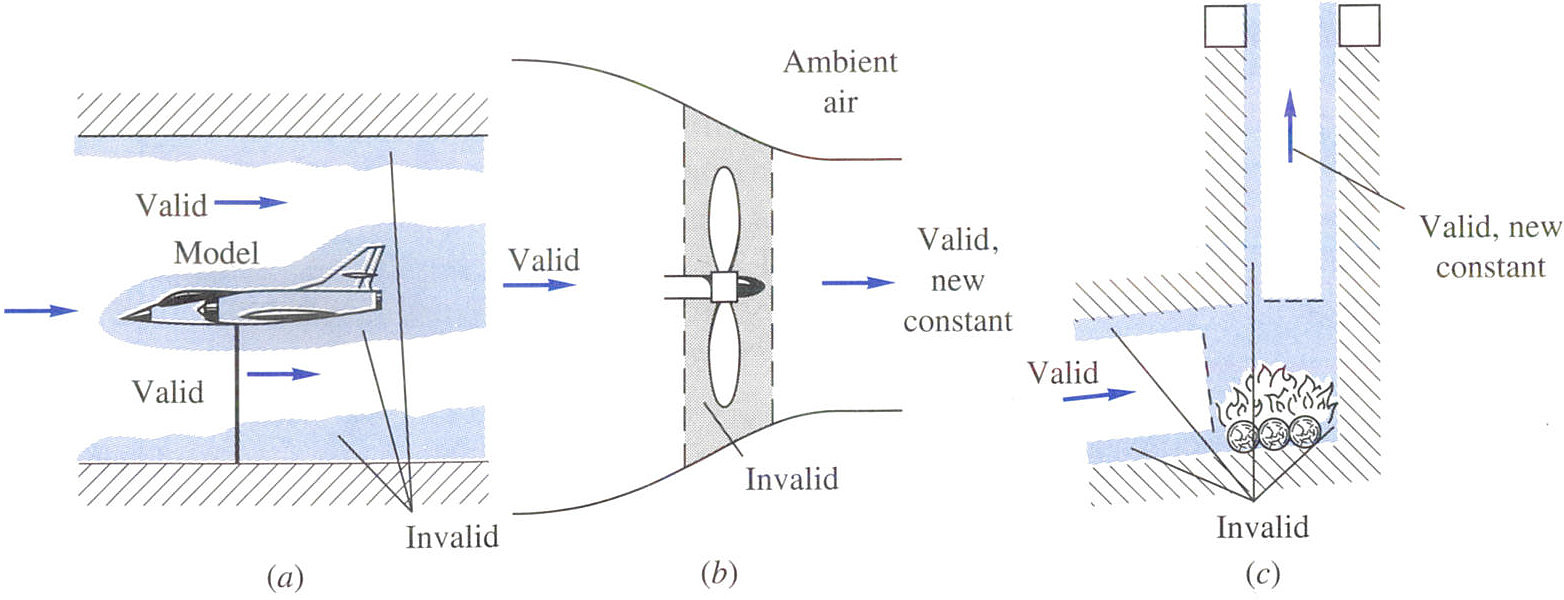 Valid
Model
Valid
Invalid
(a)
Ambient
air
Valid
Valid,
new
constant
Invalid
(b)
Valid, new
constant
Valid
Invalid
(c)